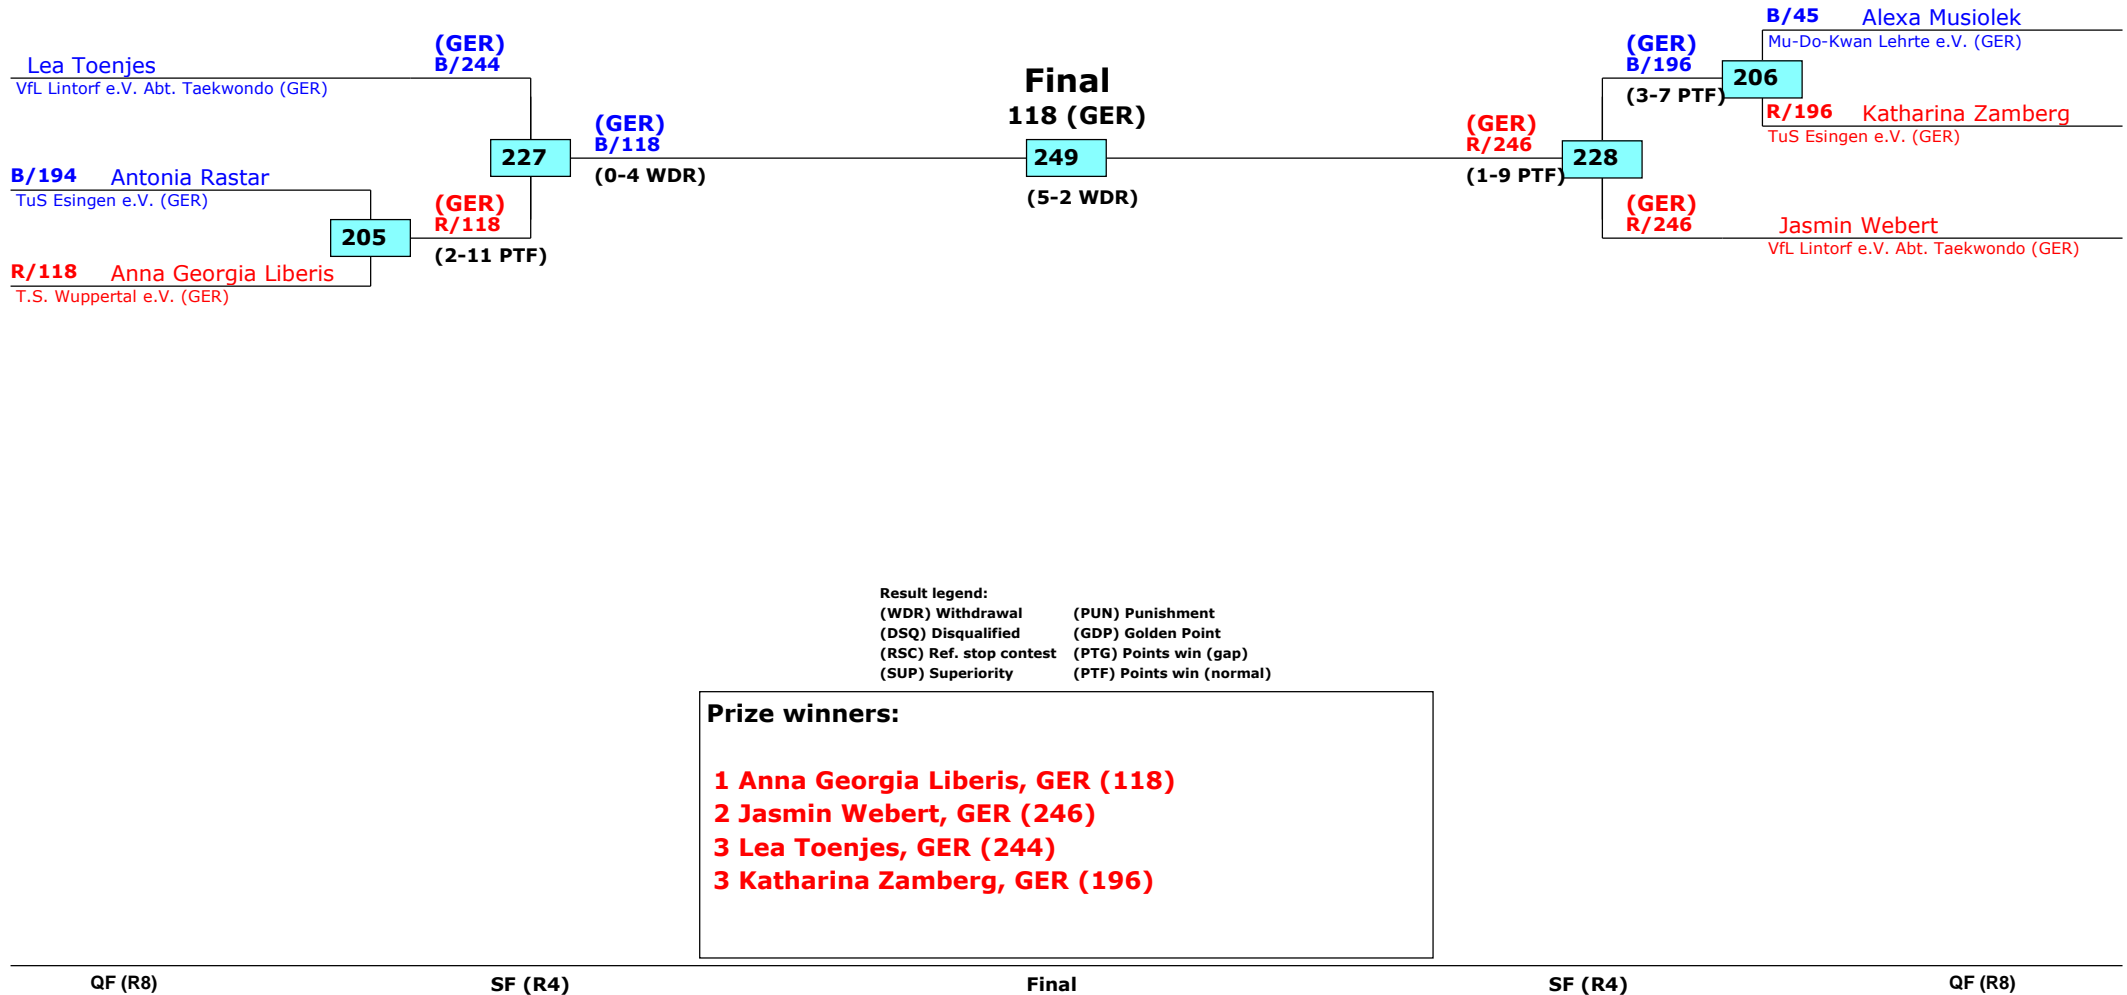 Lea Toenjes
VfL Lintorf e.V. Abt. Taekwondo (GER)
(GER)
B/244
B/194 Antonia Rastar
TuS Esingen e.V. (GER)
205
R/118 Anna Georgia Liberis
T.S. Wuppertal e.V. (GER)
(GER)
R/118
(2-11 PTF)
227
(GER)
B/118
(0-4 WDR)
Final
118 (GER)
249
(5-2 WDR)
(GER)
R/246
(1-9 PTF)
228
(GER)
B/196
(3-7 PTF)
206
B/45 Alexa Musiolek
Mu-Do-Kwan Lehrte e.V. (GER)
R/196 Katharina Zamberg
TuS Esingen e.V. (GER)
(GER)
R/246
Jasmin Webert
VfL Lintorf e.V. Abt. Taekwondo (GER)
Result legend:
(WDR) Withdrawal (PUN) Punishment
(DSQ) Disqualified (GDP) Golden Point
(RSC) Ref. stop contest (PTG) Points win (gap)
(SUP) Superiority (PTF) Points win (normal)
Prize winners:
1 Anna Georgia Liberis, GER (118)
2 Jasmin Webert, GER (246)
3 Lea Toenjes, GER (244)
3 Katharina Zamberg, GER (196)
QF (R8) SF (R4) Final SF (R4) QF (R8)